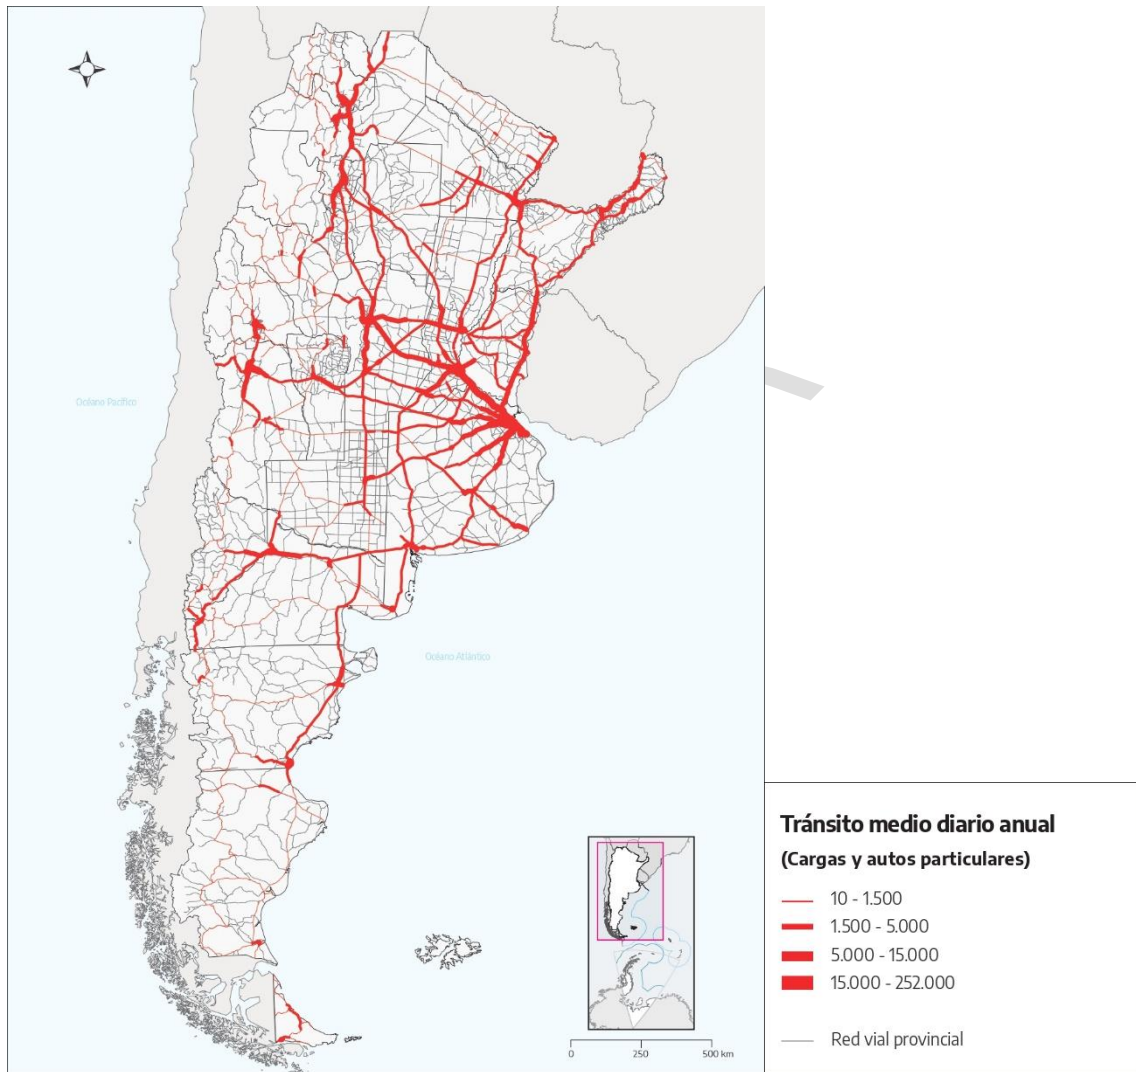 Océano Pacífico
Océano Atlántico
Tránsito medio diario anual
(Cargas y autos particulares)
10 - 1.500
1.500 - 5.000
5.000 - 15.000
15.000 - 252.000
Red vial provincial
0 250 500 km